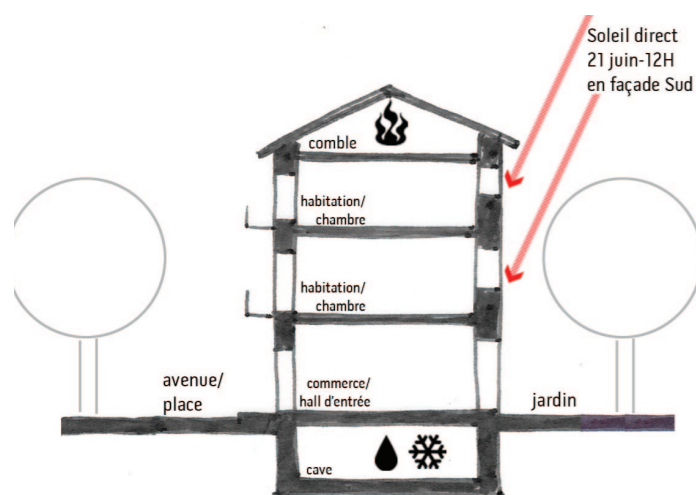 Soleil direct
21 juin-12H
en façade Sud
comble
habitation/
chambre
habitation/
chambre
avenue/
place
commerce/
hall d'entrée
jardin
cave